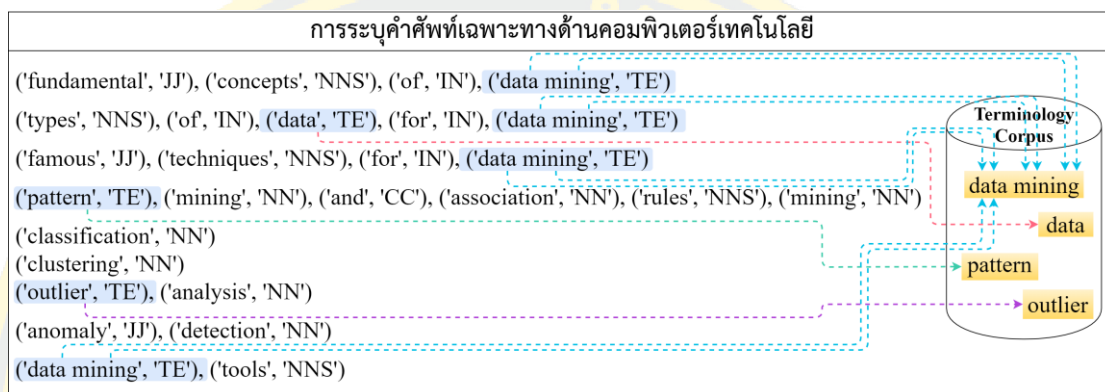 การระบุคำศัพท์เฉพาะทางด้านคอมพิวเตอร์เทคโนโลยี
('fundamental', 'JJ'), ('concepts', 'NNS'), ('of', 'IN'), ('data mining', 'TE')
('types', 'NNS'), ('of', 'IN'), ('data', 'TE'), ('for', 'IN'), ('data mining', 'TE')
('famous', 'JJ'), ('techniques', 'NNS'), ('for', 'IN'), ('data mining', 'TE')
('pattern', 'TE'), ('mining', 'NN'), ('and', 'CC'), ('association', 'NN'), ('rules', 'NNS'), ('mining', 'NN')
('classification', 'NN')
('clustering', 'NN')
('outlier', 'TE'), ('analysis', 'NN')
('anomaly', 'JJ'), ('detection', 'NN')
('data mining', 'TE'), ('tools', 'NNS')
Terminology
Corpus
data mining
data
pattern
outlier